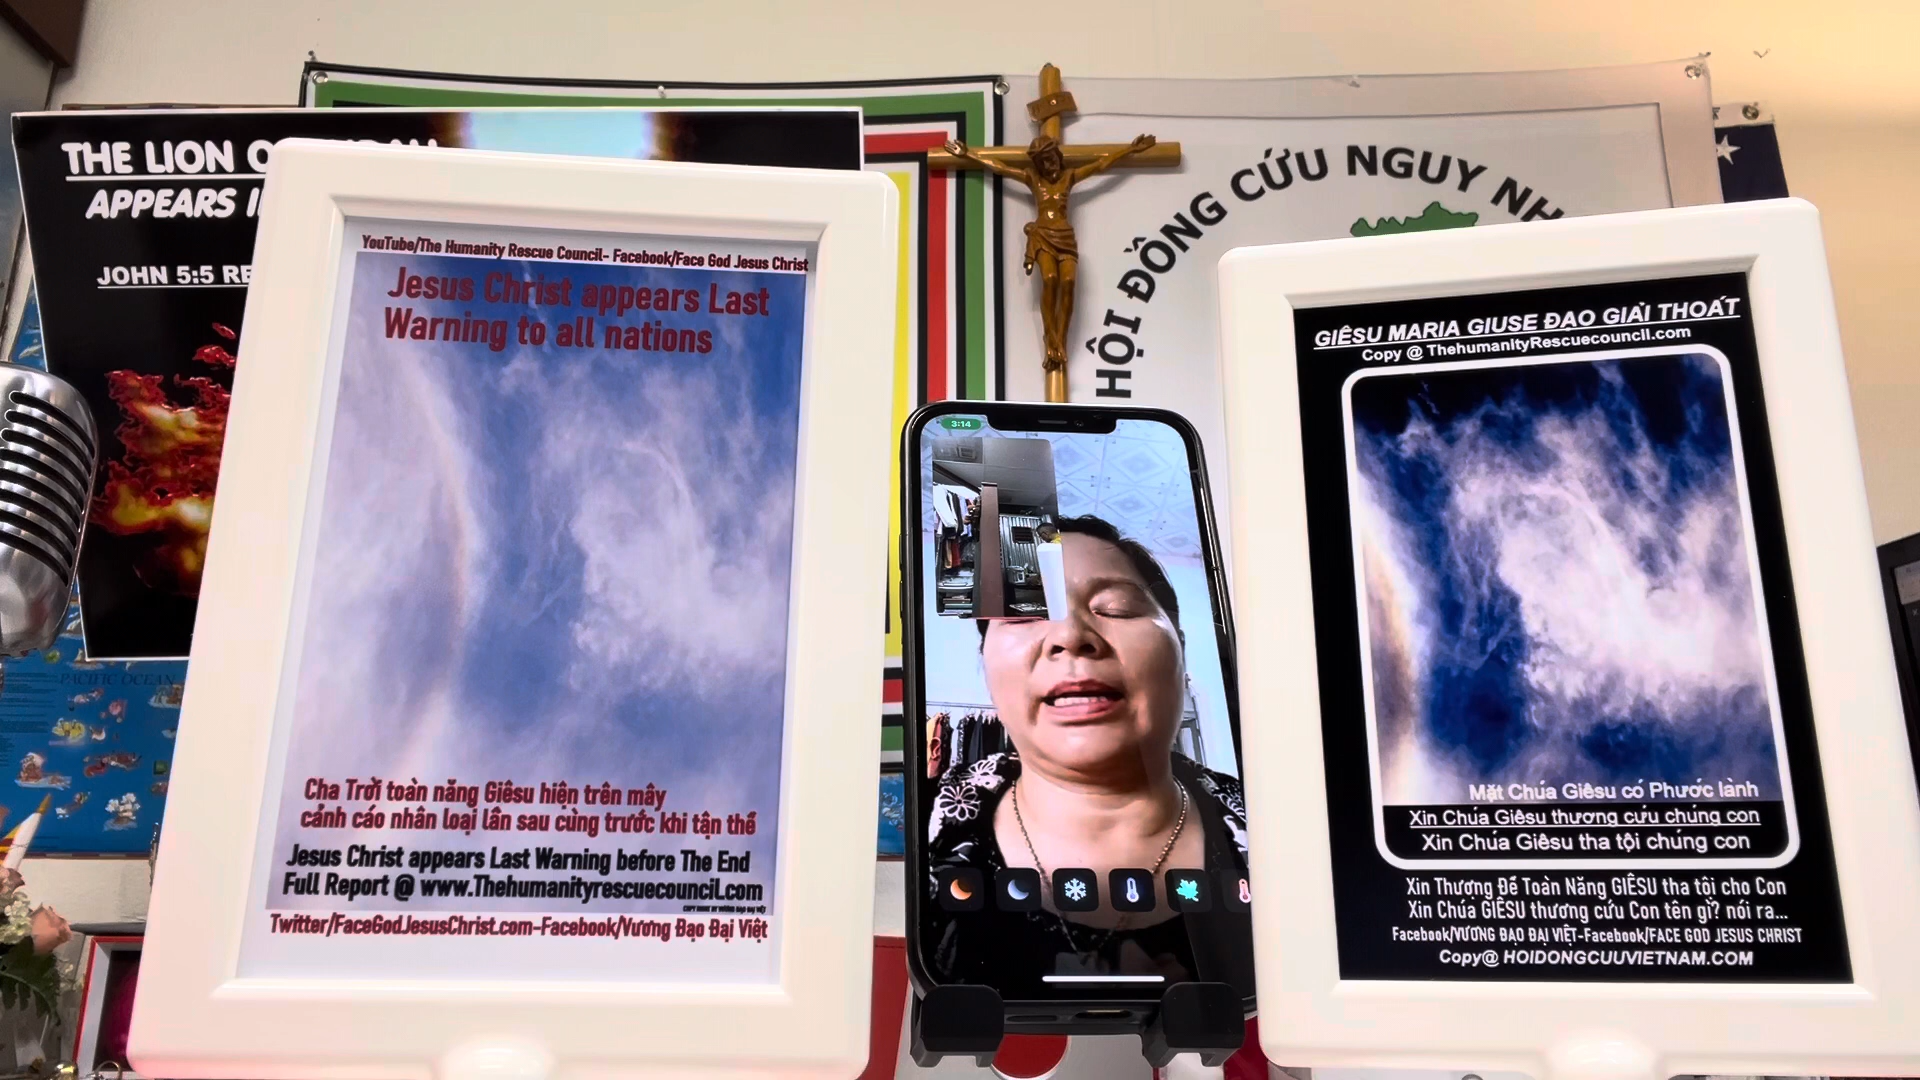 THE LION O
APPEARS I
JOHN 5:5 RE
PACIFIC OCEAN
YouTube/The Humanity Rescue Council- Facebook/Face God Jesus Christ
Jesus Christ appears Last
Warning to all nations
Cha Trời toàn năng Giêsu hiện trên mây
cảnh cáo nhân loại lần sau cùng trước khi tận thế
Jesus Christ appears Last Warning before The End
Full Report @ www.Thehumanityrescuecouncil.com
Twitter/FaceGodJesusChrist.com-Facebook/Vương Đạo Đại Việt
HỘI ĐỒNG CỨU NGUY NH
3:14
GIÊSU MARIA GIUSE ĐẠO GIẢI THOÁT
Copy @ ThehumanityRescuecouncil.com
Mặt Chúa Giêsu có Phước lành
Xin Chúa Giêsu thương cứu chúng con
Xin Chúa Giêsu tha tội chúng con
Xin Thượng Đế Toàn Năng GIÊSU tha tội cho Con
Xin Chúa GIÊSU thương cứu Con tên gì? nói ra...
Facebook/VƯƠNG ĐẠO ĐẠI VIỆT-Facebook/FACE GOD JESUS CHRIST
Copy@ HOIDONGCUUVIETNAM.COM